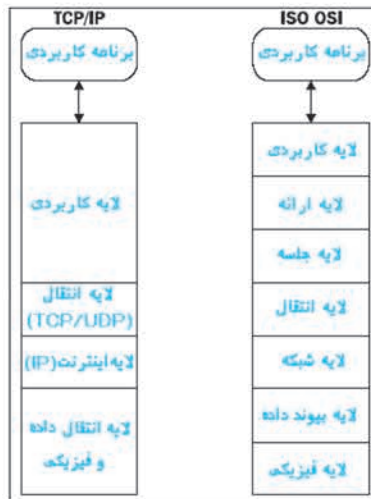 TCP/IP
برنامه کاربردی
لایه کاربردی
لایه انتقال
(TCP/UDP)
لایه اینترنت(IP)
لایه انتقال داده
و فیزیکی
ISO OSI
برنامه کاربردی
لایه کاربردی
لایه ارائه
لایه جلسه
لایه انتقال
لایه شبکه
لایه پیوند داده
لایه فیزیکی